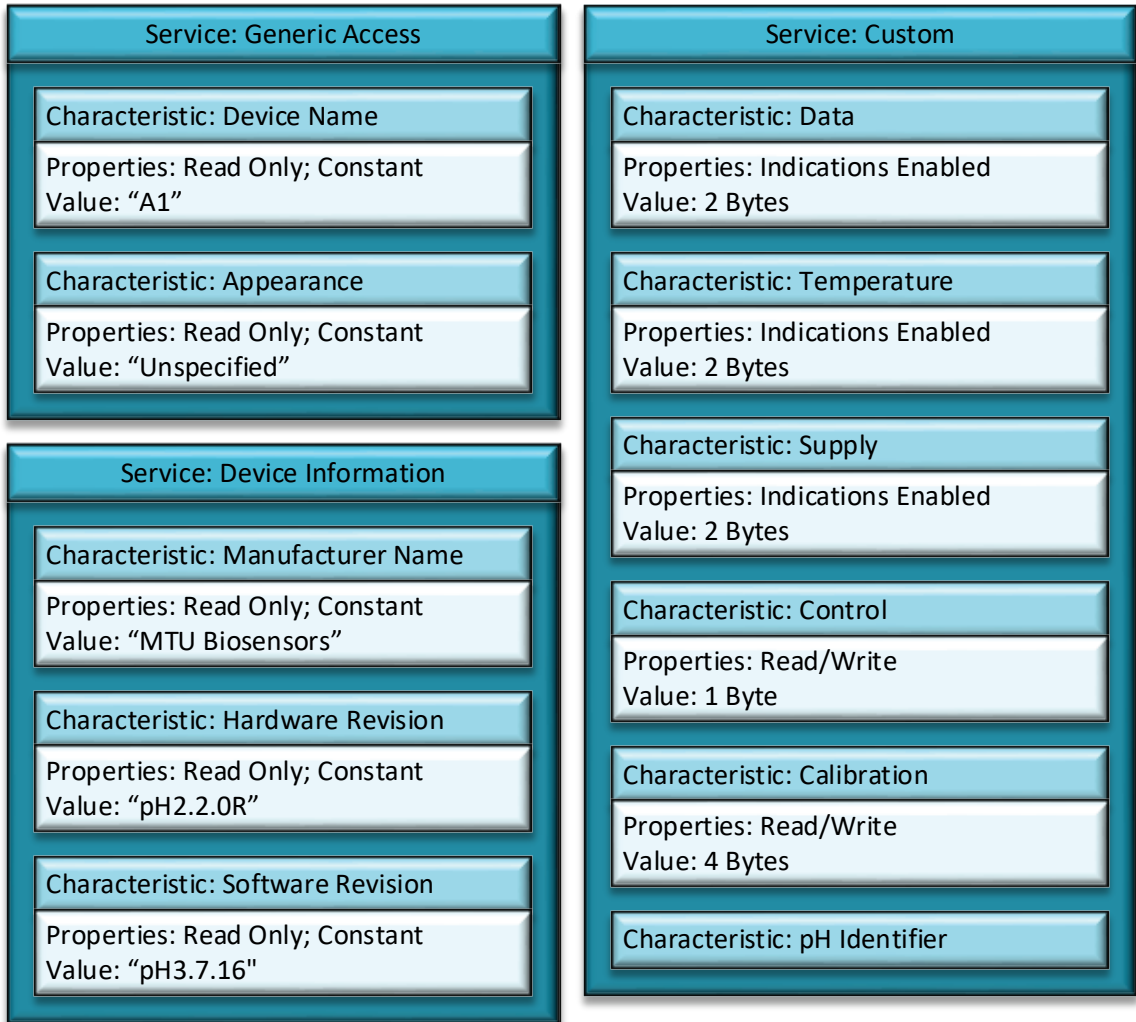 Service: Generic Access
Characteristic: Device Name
Properties: Read Only; Constant
Value: “A1”
Characteristic: Appearance
Properties: Read Only; Constant
Value: “Unspecified”
Service: Device Information
Characteristic: Manufacturer Name
Properties: Read Only; Constant
Value: “MTU Biosensors”
Characteristic: Hardware Revision
Properties: Read Only; Constant
Value: “pH2.2.0R”
Characteristic: Software Revision
Properties: Read Only; Constant
Value: “pH3.7.16"
Service: Custom
Characteristic: Data
Properties: Indications Enabled
Value: 2 Bytes
Characteristic: Temperature
Properties: Indications Enabled
Value: 2 Bytes
Characteristic: Supply
Properties: Indications Enabled
Value: 2 Bytes
Characteristic: Control
Properties: Read/Write
Value: 1 Byte
Characteristic: Calibration
Properties: Read/Write
Value: 4 Bytes
Characteristic: pH Identifier